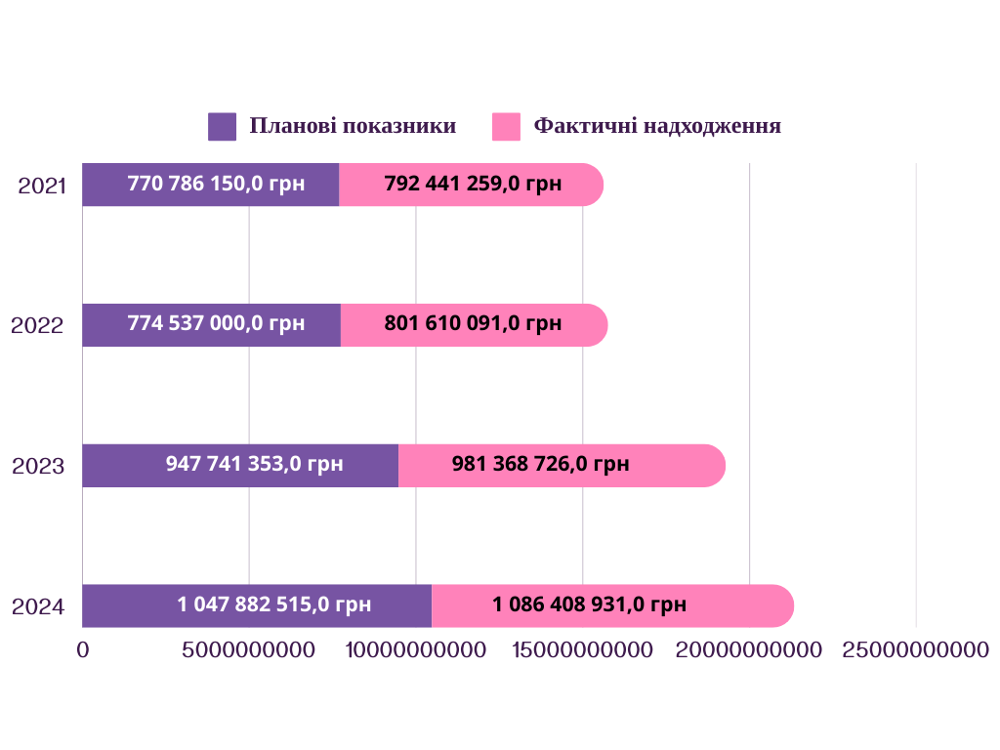 Планові показники Фактичні надходження
2021 770 786 150,0 грн 792 441 259,0 грн
2022 774 537 000,0 грн 801 610 091,0 грн
2023 947 741 353,0 грн 981 368 726,0 грн
2024 1 047 882 515,0 грн 1 086 408 931,0 грн
0 5000000000 10000000000 15000000000 20000000000 25000000000